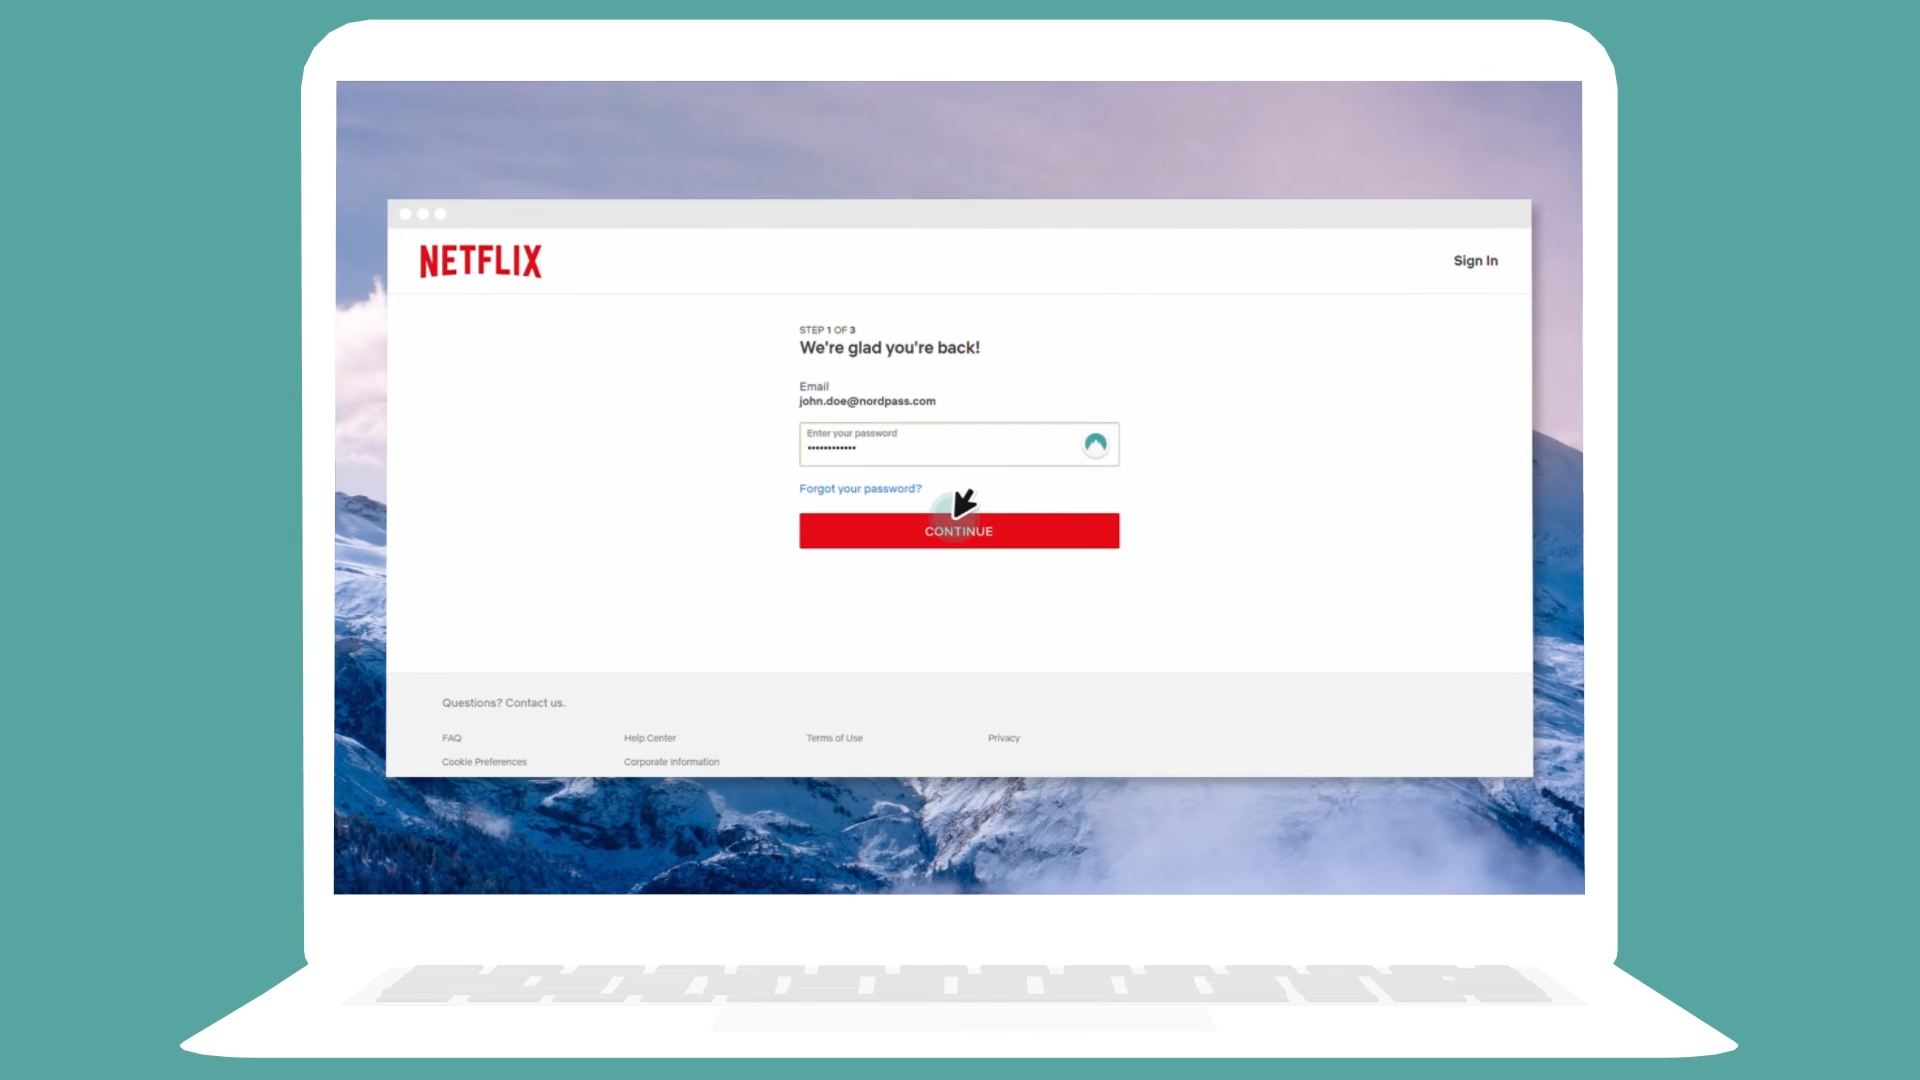 NETFLIX
Sign In
STEP 1 OF 3
We're glad you're back!
Email
john.doe@nordpass.com
Enter your password
••••••••••••
Forgot your password?
CONTINUE
Questions? Contact us.
FAQ
Help Center
Terms of Use
Privacy
Cookie Preferences
Corporate Information